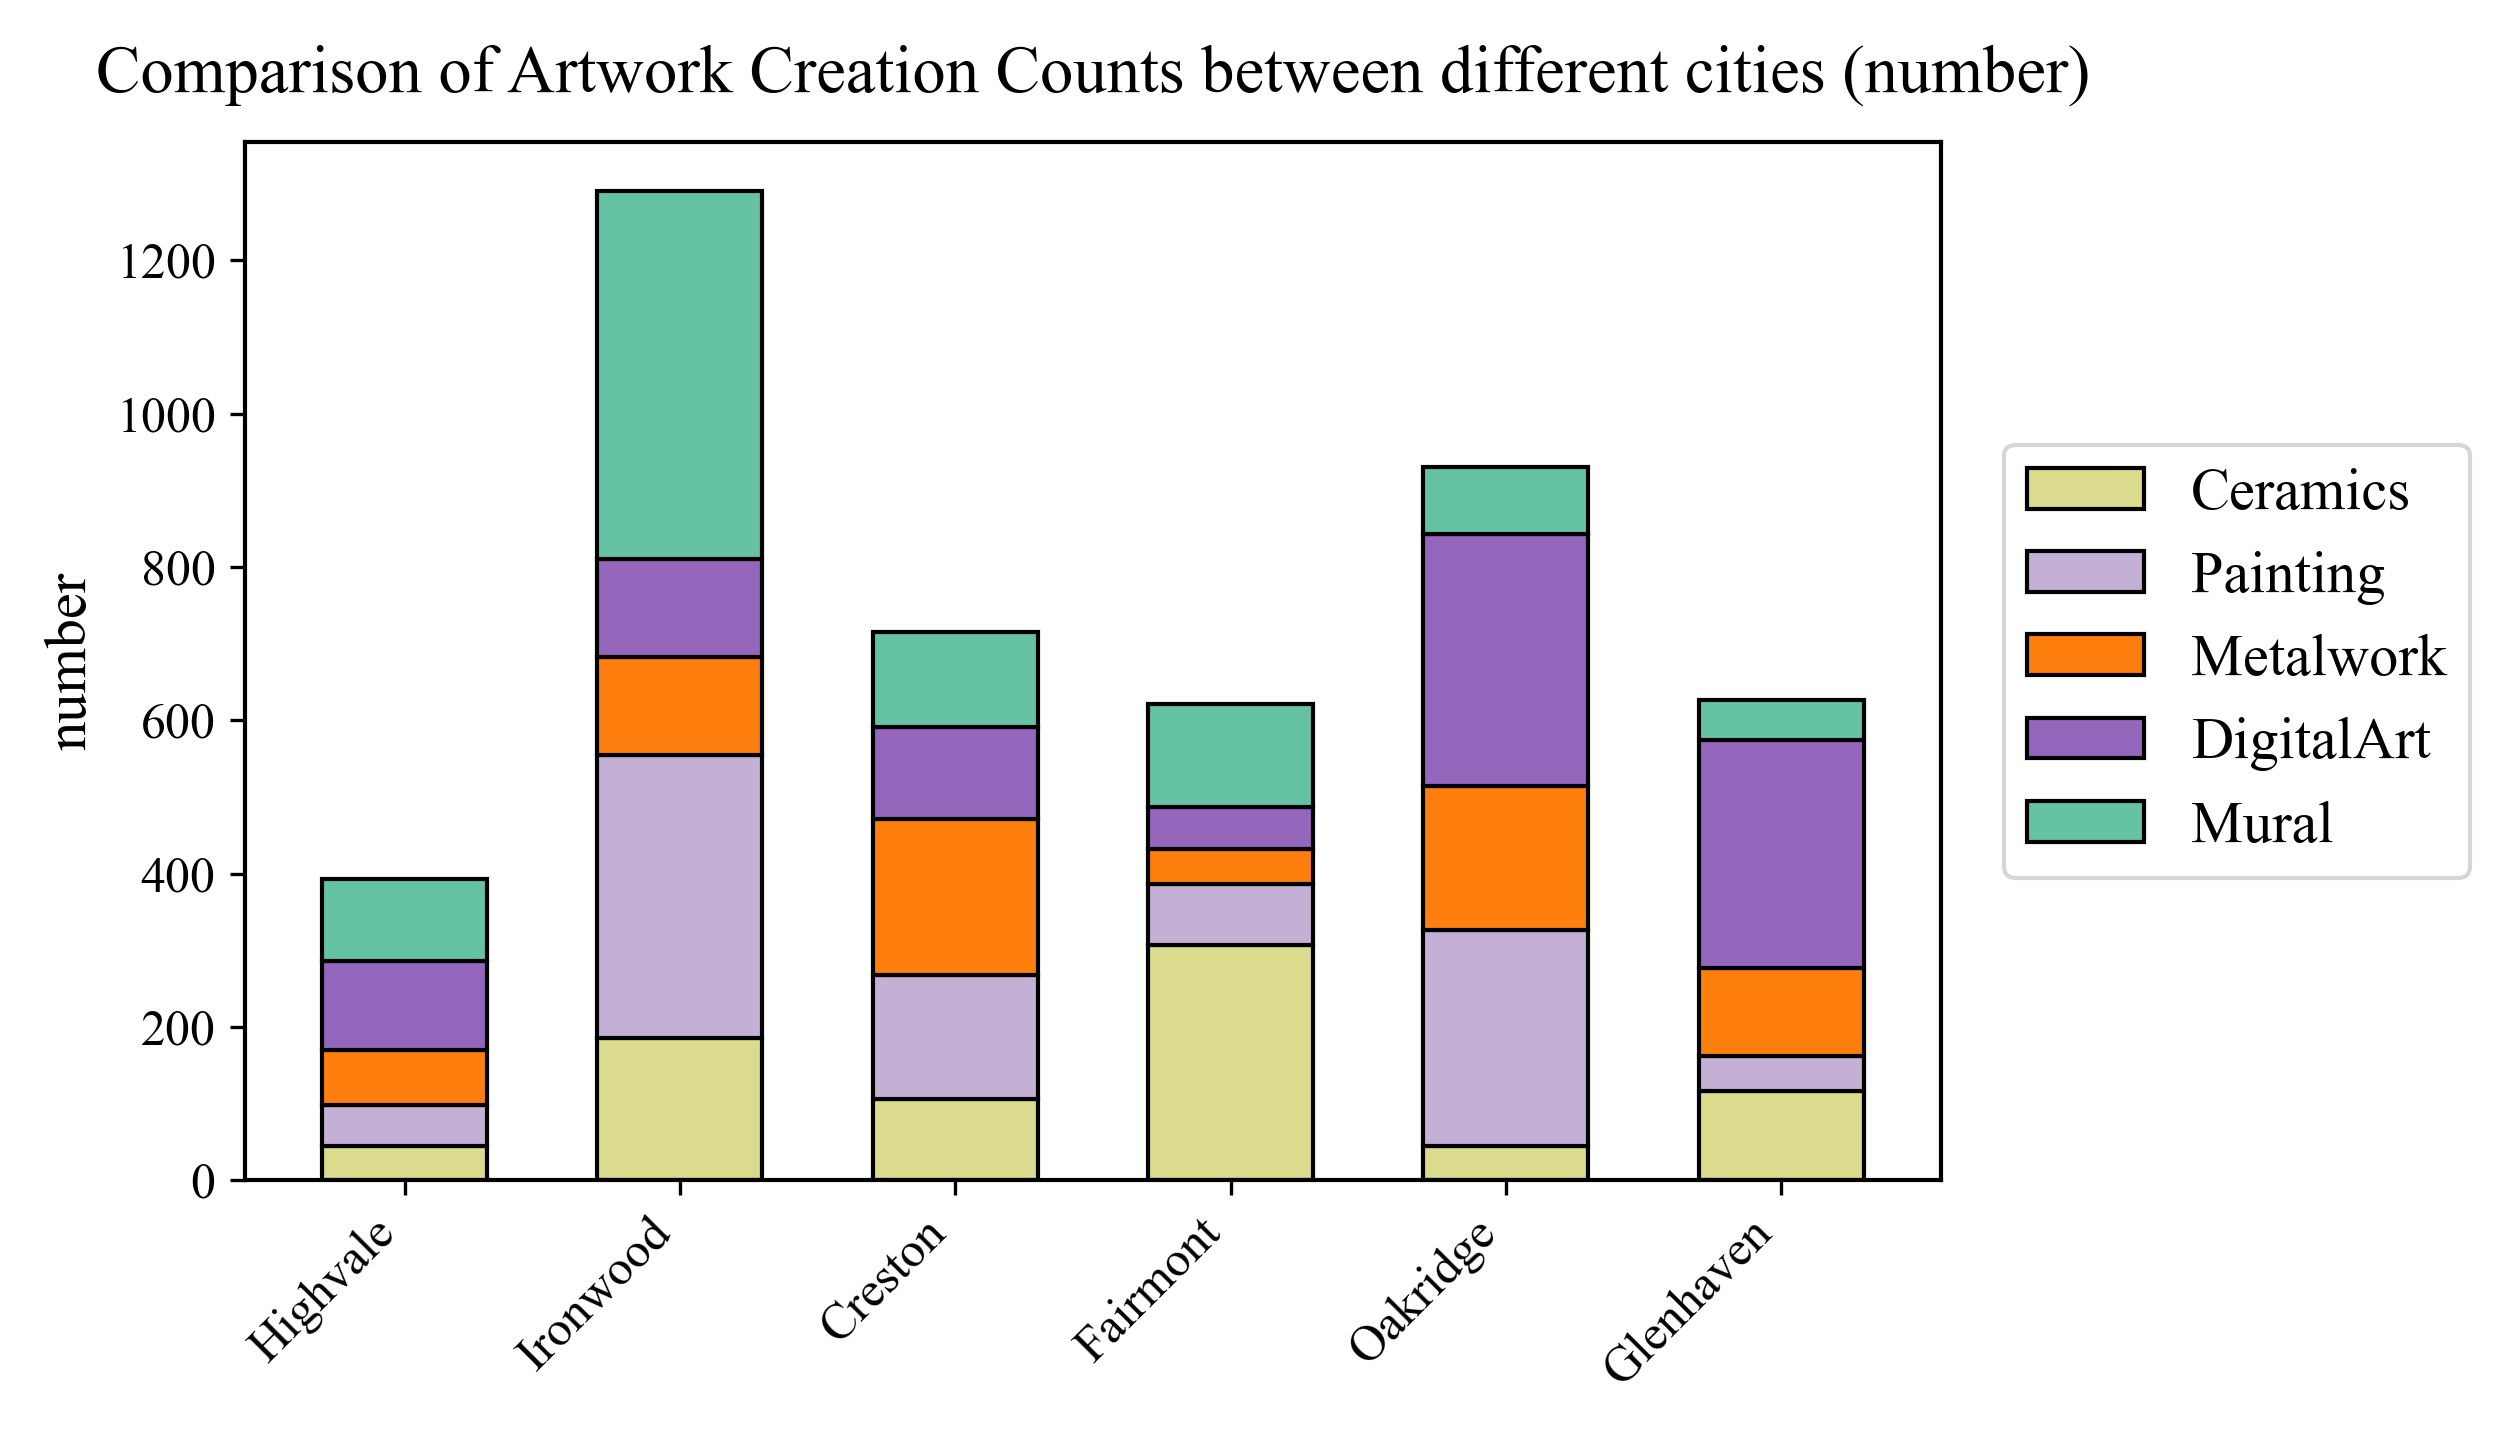 Comparison of Artwork Creation Counts between different cities (number)
number
1200
1000
800
600
400
200
0
Highvale
Ironwood
Creston
Fairmont
Oakridge
Glenhaven
Ceramics
Painting
Metalwork
DigitalArt
Mural